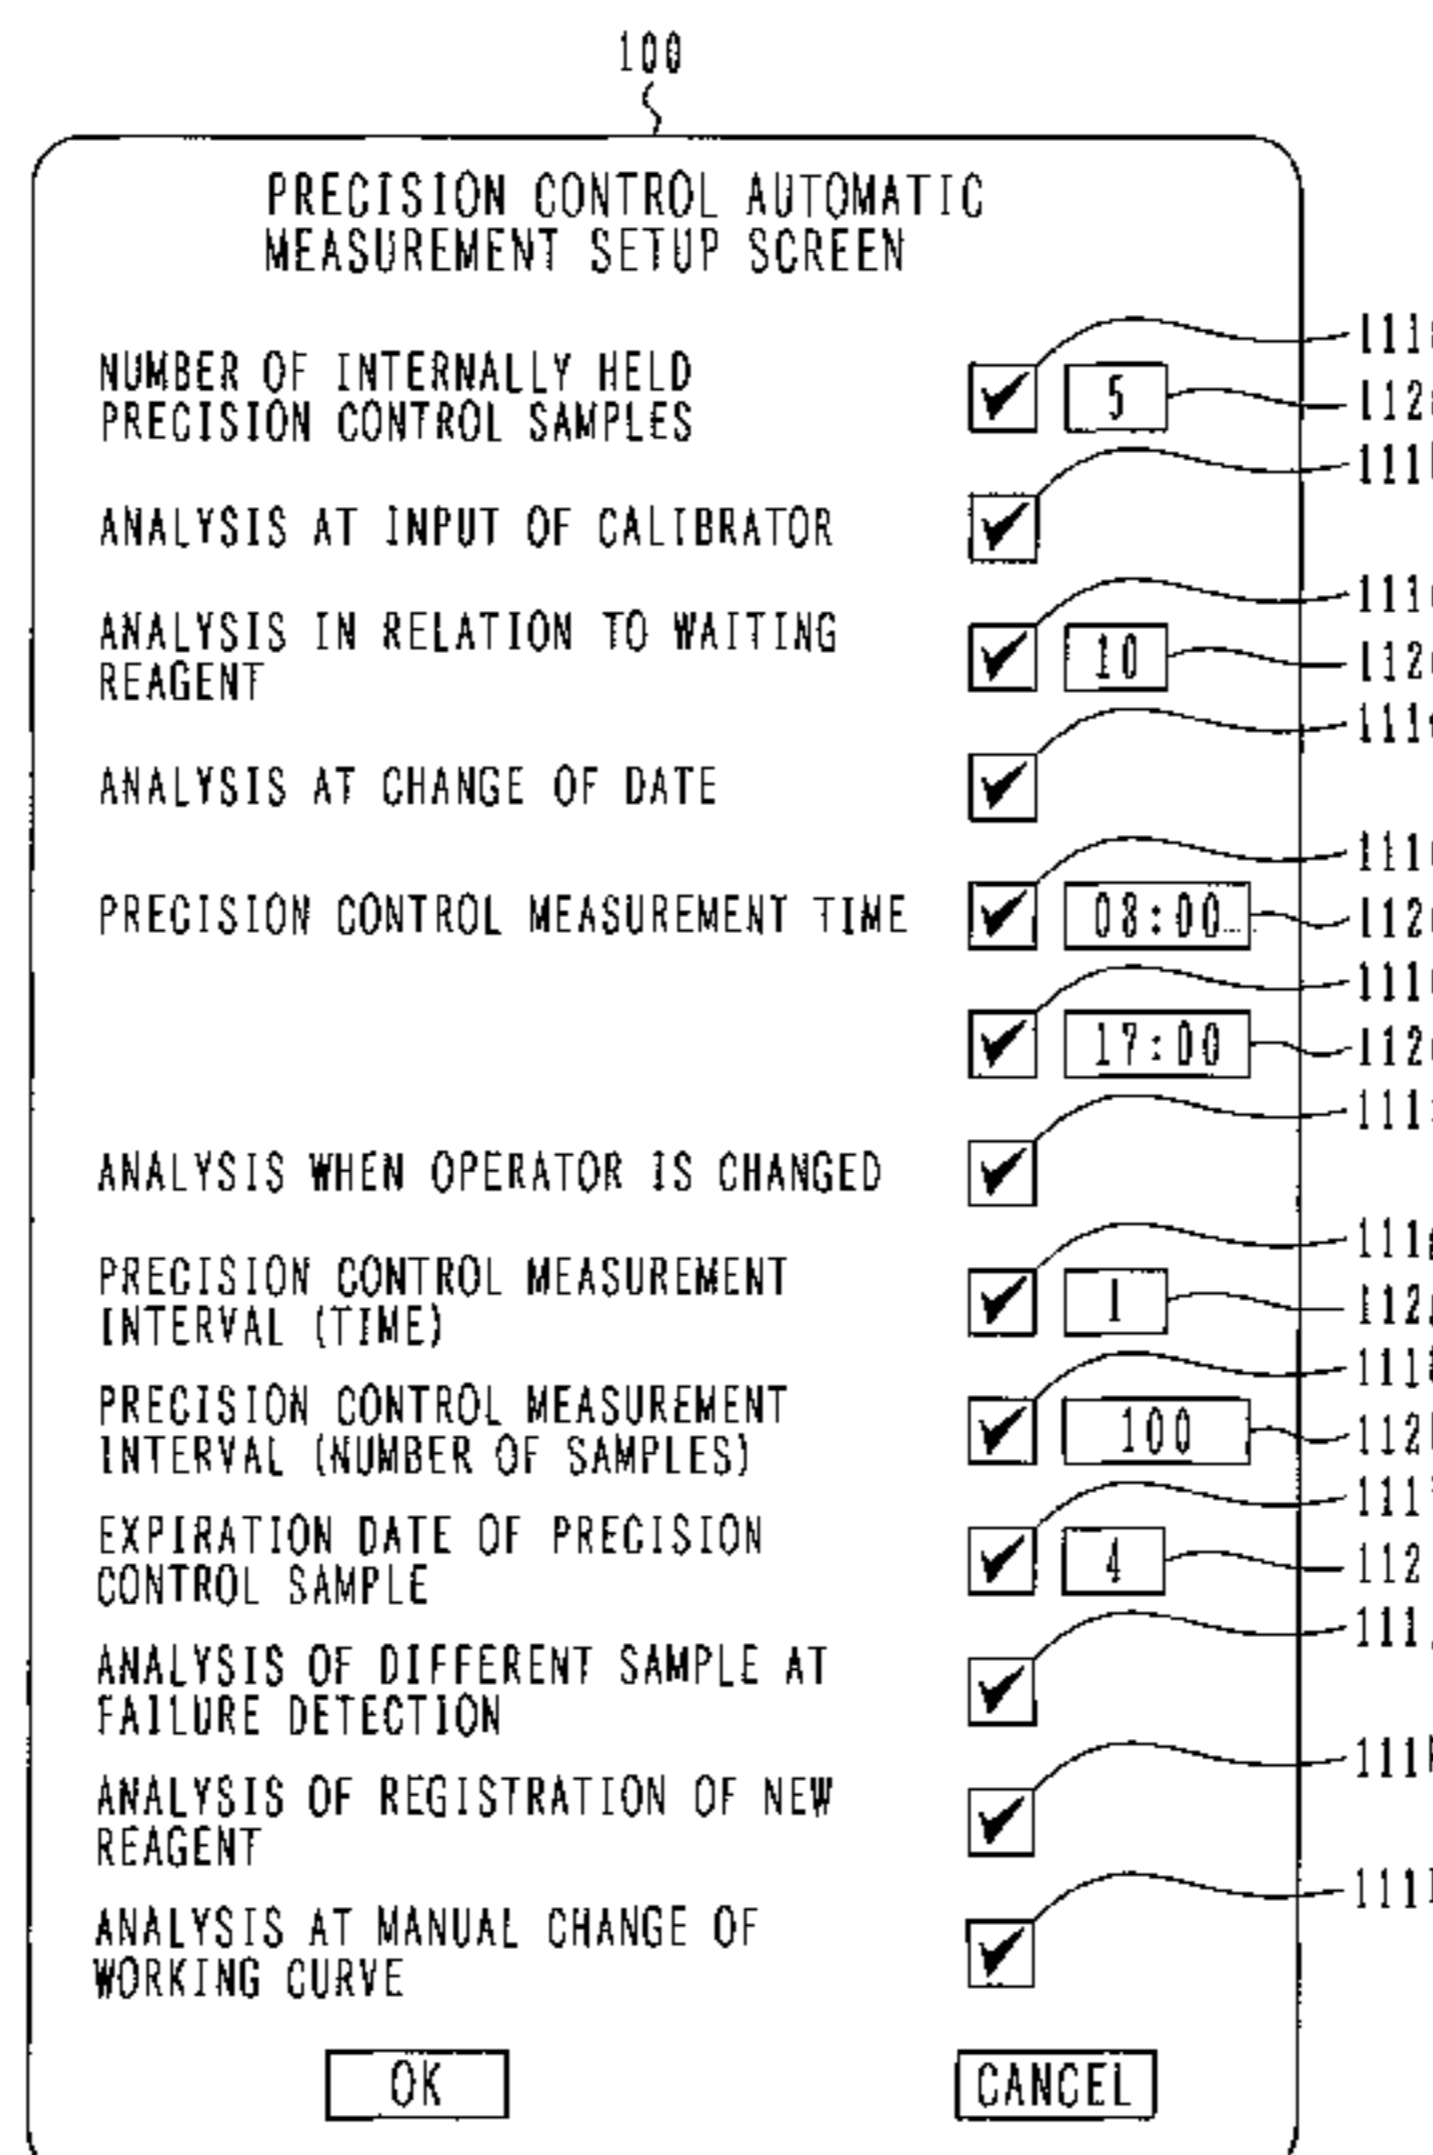 100
PRECISION CONTROL AUTOMATIC
MEASUREMENT SETUP SCREEN
NUMBER OF INTERNALLY HELD
PRECISION CONTROL SAMPLES
5
ANALYSIS AT INPUT OF CALIBRATOR
ANALYSIS IN RELATION TO WAITING
REAGENT
10
ANALYSIS AT CHANGE OF DATE
PRECISION CONTROL MEASUREMENT TIME
08:00
17:00
ANALYSIS WHEN OPERATOR IS CHANGED
PRECISION CONTROL MEASUREMENT
INTERVAL (TIME)
1
PRECISION CONTROL MEASUREMENT
INTERVAL (NUMBER OF SAMPLES)
100
EXPIRATION DATE OF PRECISION
CONTROL SAMPLE
4
ANALYSIS OF DIFFERENT SAMPLE AT
FAILURE DETECTION
ANALYSIS OF REGISTRATION OF NEW
REAGENT
ANALYSIS AT MANUAL CHANGE OF
WORKING CURVE
OK CANCEL